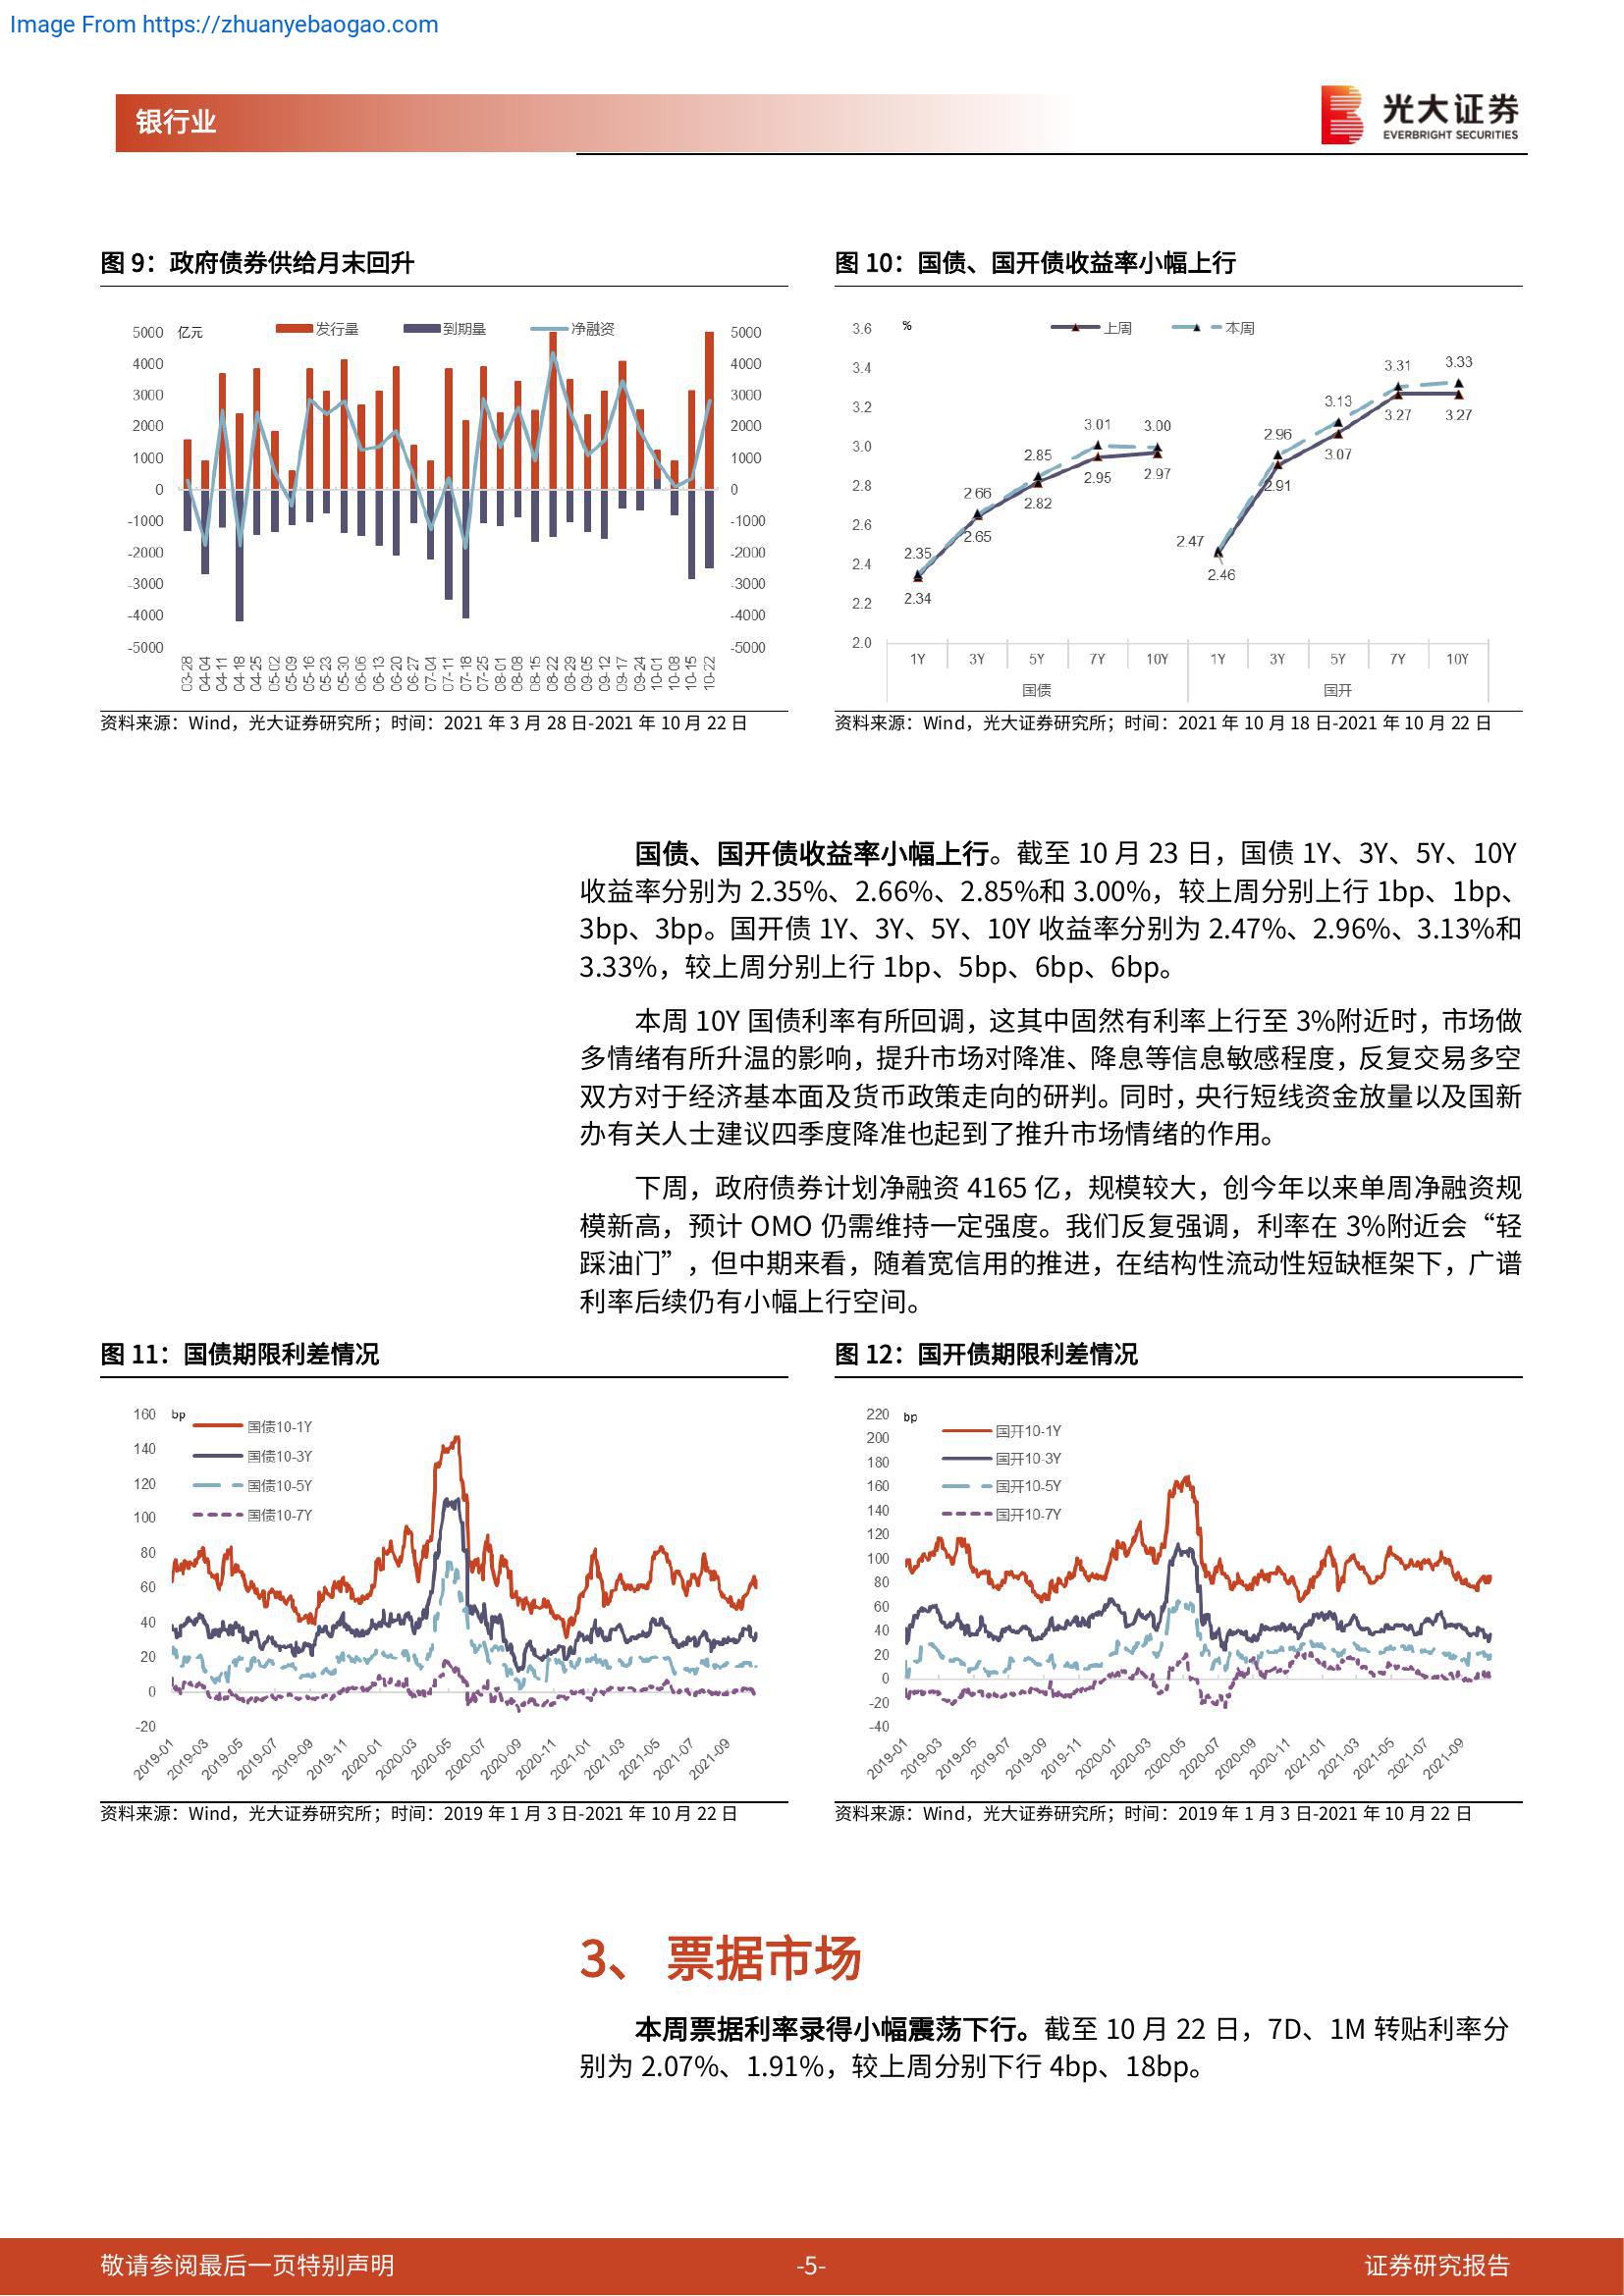 Image From https://zhuanyebaogao.com
银行业
光大证券
EVERBRIGHT SECURITIES
图 9：政府债券供给月末回升
亿元
发行量 到期量 净融资
5000
4000
3000
2000
1000
0
-1000
-2000
-3000
-4000
-5000
5000
4000
3000
2000
1000
0
-1000
-2000
-3000
-4000
-5000
03-28 04-04 04-11 04-18 04-25 05-02 05-09 05-16 05-23 05-30 06-06 06-13 06-20 06-27 07-04 07-11 07-18 07-25 08-01 08-08 08-15 08-22 08-29 09-05 09-12 09-17 09-24 10-01 10-08 10-15 10-22
资料来源：Wind，光大证券研究所；时间：2021 年 3 月 28 日-2021 年 10 月 22 日
图 10：国债、国开债收益率小幅上行
%
上周 本周
3.6
3.4
3.2
3.0
2.8
2.6
2.4
2.2
2.0
2.35 2.66 2.85 3.01 3.00 2.47 2.96 3.13 3.31 3.33
2.34 2.65 2.82 2.95 2.97 2.46 2.91 3.07 3.27 3.27
1Y 3Y 5Y 7Y 10Y 1Y 3Y 5Y 7Y 10Y
国债 国开
资料来源：Wind，光大证券研究所；时间：2021 年 10 月 18 日-2021 年 10 月 22 日
国债、国开债收益率小幅上行。截至 10 月 23 日，国债 1Y、3Y、5Y、10Y
收益率分别为 2.35%、2.66%、2.85%和 3.00%，较上周分别上行 1bp、1bp、
3bp、3bp。国开债 1Y、3Y、5Y、10Y 收益率分别为 2.47%、2.96%、3.13%和
3.33%，较上周分别上行 1bp、5bp、6bp、6bp。
本周 10Y 国债利率有所回调，这其中固然有利率上行至 3%附近时，市场做
多情绪有所升温的影响，提升市场对降准、降息等信息敏感程度，反复交易多空
双方对于经济基本面及货币政策走向的研判。同时，央行短线资金放量以及国新
办有关人士建议四季度降准也起到了推升市场情绪的作用。
下周，政府债券计划净融资 4165 亿，规模较大，创今年以来单周净融资规
模新高，预计 OMO 仍需维持一定强度。我们反复强调，利率在 3%附近会“轻
踩油门”，但中期来看，随着宽信用的推进，在结构性流动性短缺框架下，广谱
利率后续仍有小幅上行空间。
图 11：国债期限利差情况
bp
国债10-1Y
国债10-3Y
国债10-5Y
国债10-7Y
160
140
120
100
80
60
40
20
0
-20
2019-01 2019-03 2019-05 2019-07 2019-09 2019-11 2020-01 2020-03 2020-05 2020-07 2020-09 2020-11 2021-01 2021-03 2021-05 2021-07 2021-09
资料来源：Wind，光大证券研究所；时间：2019 年 1 月 3 日-2021 年 10 月 22 日
图 12：国开债期限利差情况
bp
国开10-1Y
国开10-3Y
国开10-5Y
国开10-7Y
220
200
180
160
140
120
100
80
60
40
20
0
-20
-40
2019-01 2019-03 2019-05 2019-07 2019-09 2019-11 2020-01 2020-03 2020-05 2020-07 2020-09 2020-11 2021-01 2021-03 2021-05 2021-07 2021-09
资料来源：Wind，光大证券研究所；时间：2019 年 1 月 3 日-2021 年 10 月 22 日
3、 票据市场
本周票据利率录得小幅震荡下行。截至 10 月 22 日，7D、1M 转贴利率分
别为 2.07%、1.91%，较上周分别下行 4bp、18bp。
敬请参阅最后一页特别声明
-5-
证券研究报告